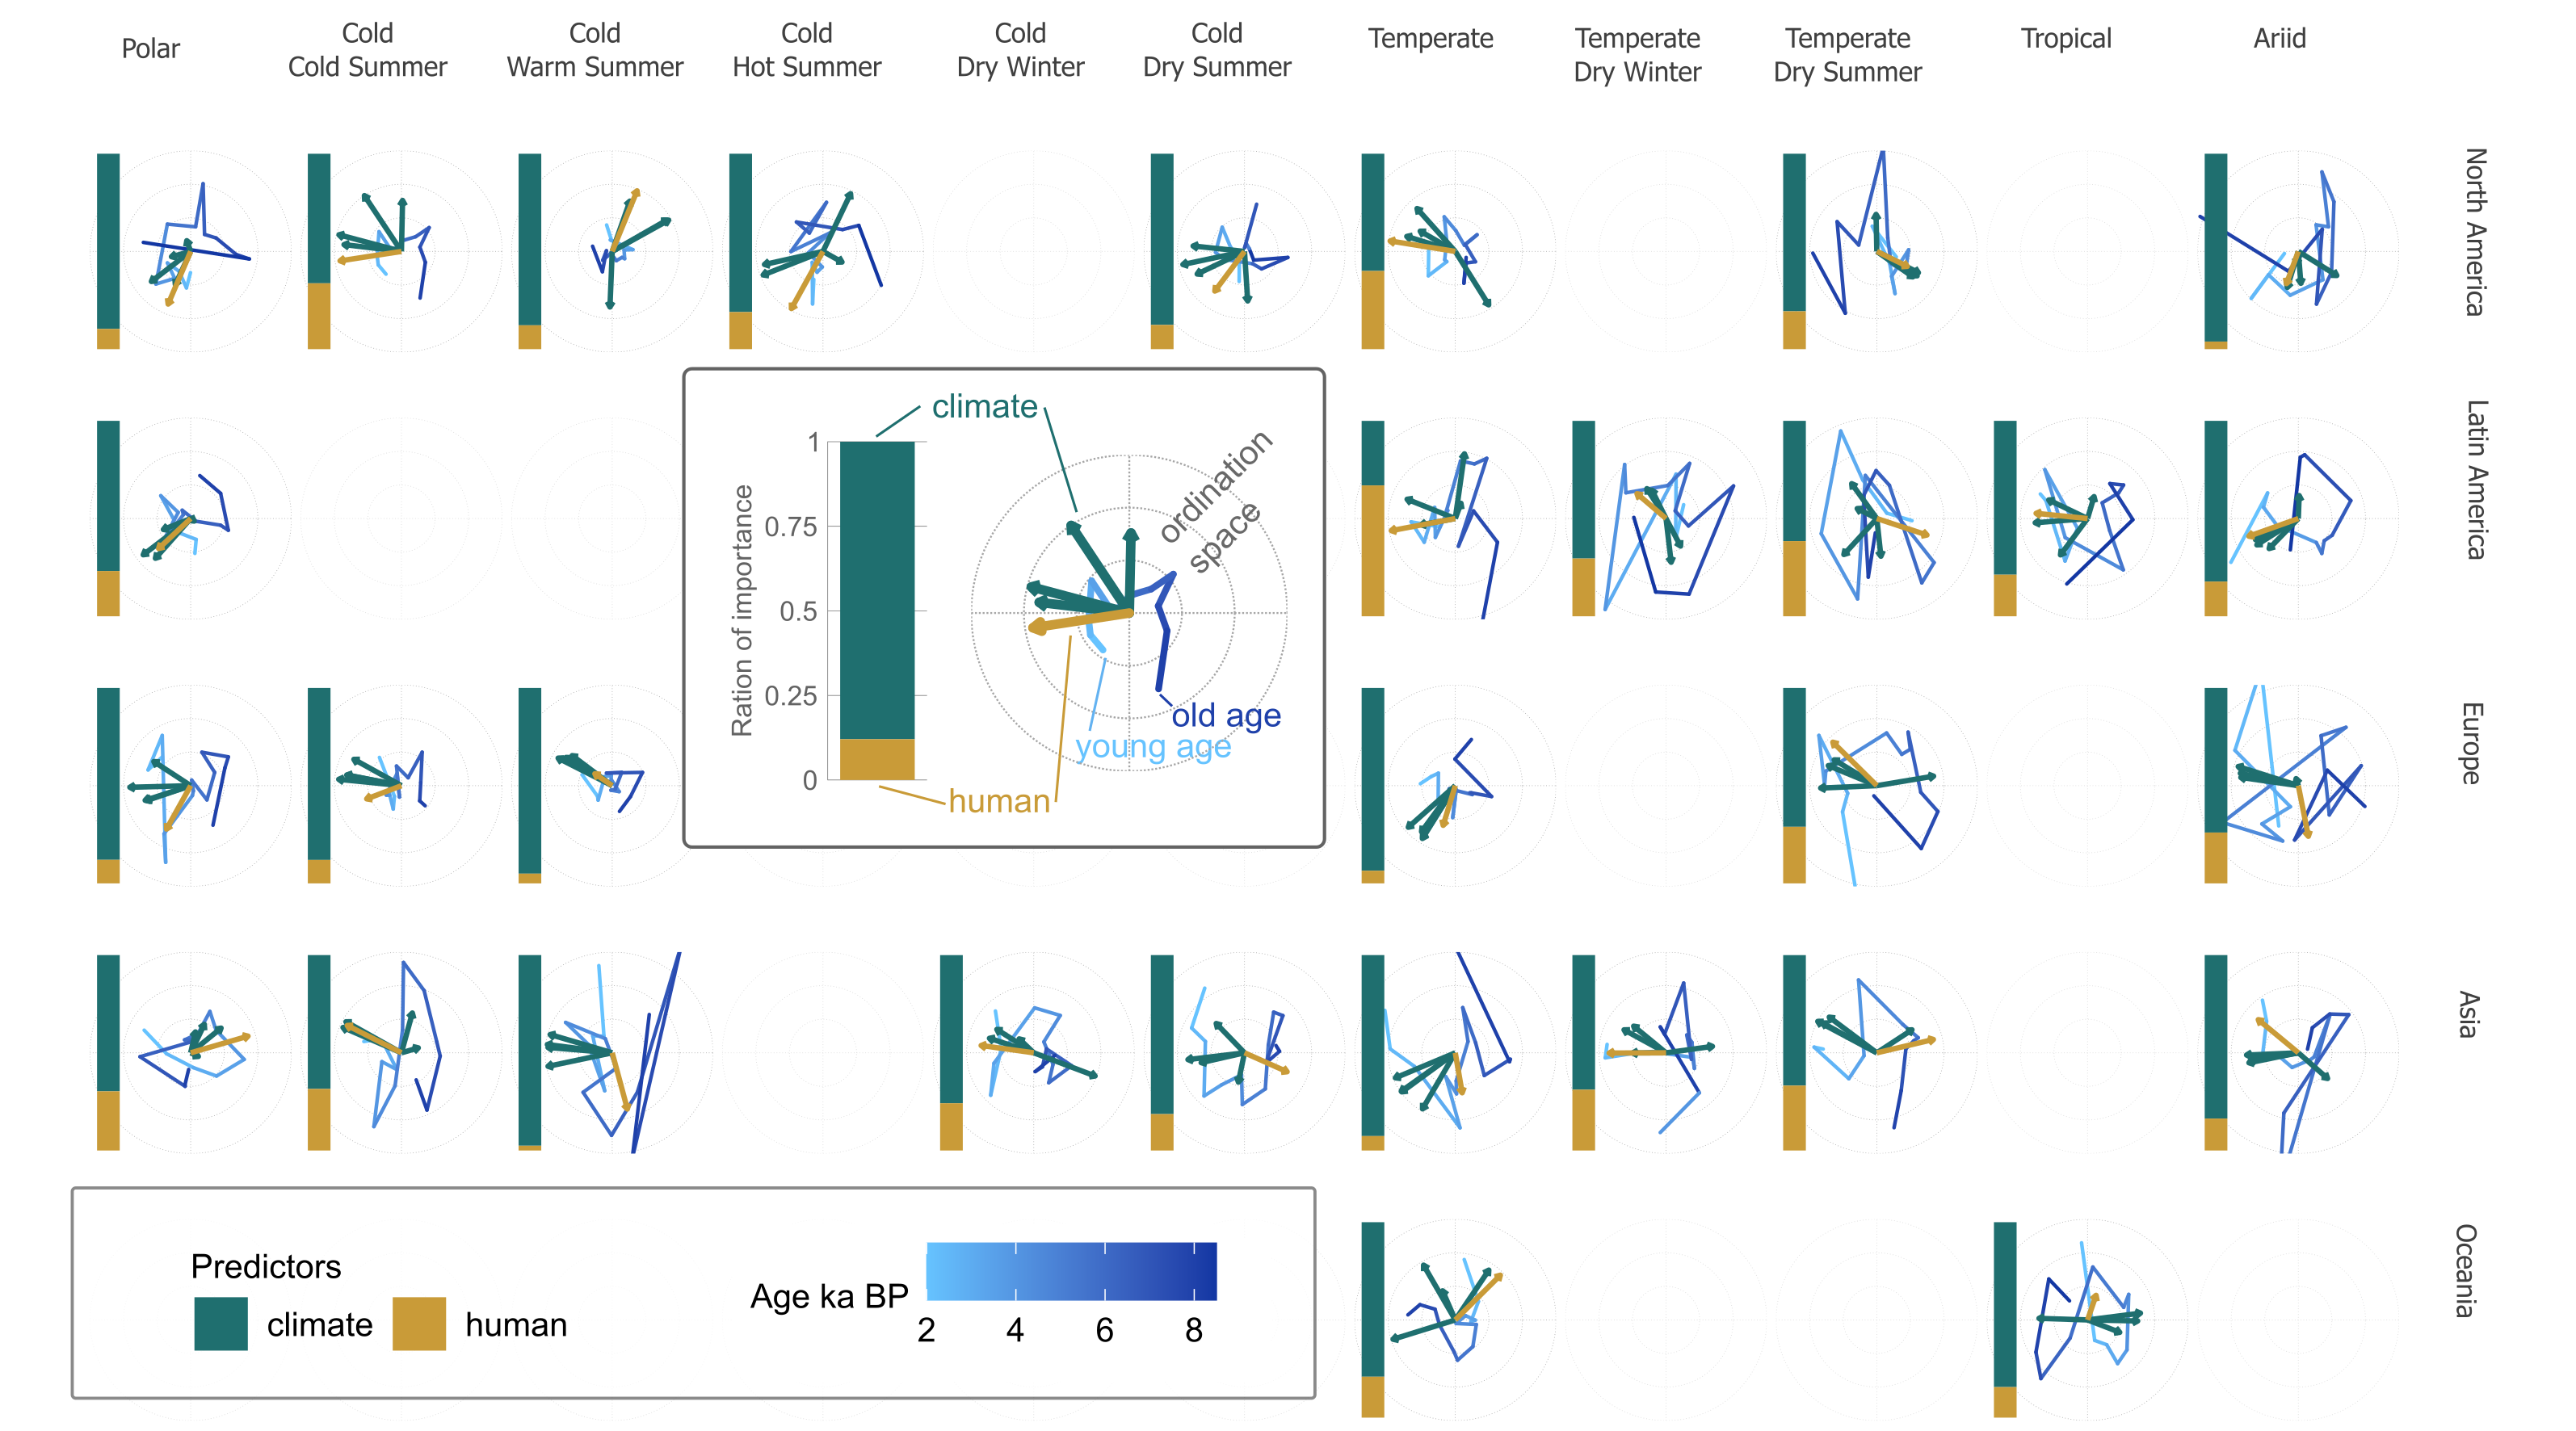 Polar
Cold
Cold Summer
Cold
Warm Summer
Cold
Hot Summer
Cold
Dry Winter
Cold
Dry Summer
Temperate
Temperate
Dry Winter
Temperate
Dry Summer
Tropical
Ariid
North America
Latin America
Europe
Asia
Oceania
climate
1
0.75
0.5
0.25
0
Ration of importance
ordination
space
old age
young age
human
Predictors
climate
human
Age ka BP
2 4 6 8